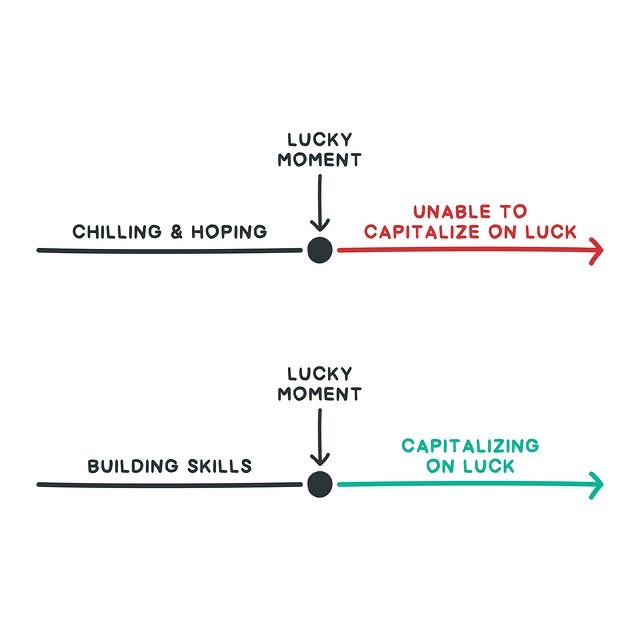 LUCKY
MOMENT
CHILLING & HOPING
UNABLE TO
CAPITALIZE ON LUCK
LUCKY
MOMENT
BUILDING SKILLS
CAPITALIZING
ON LUCK